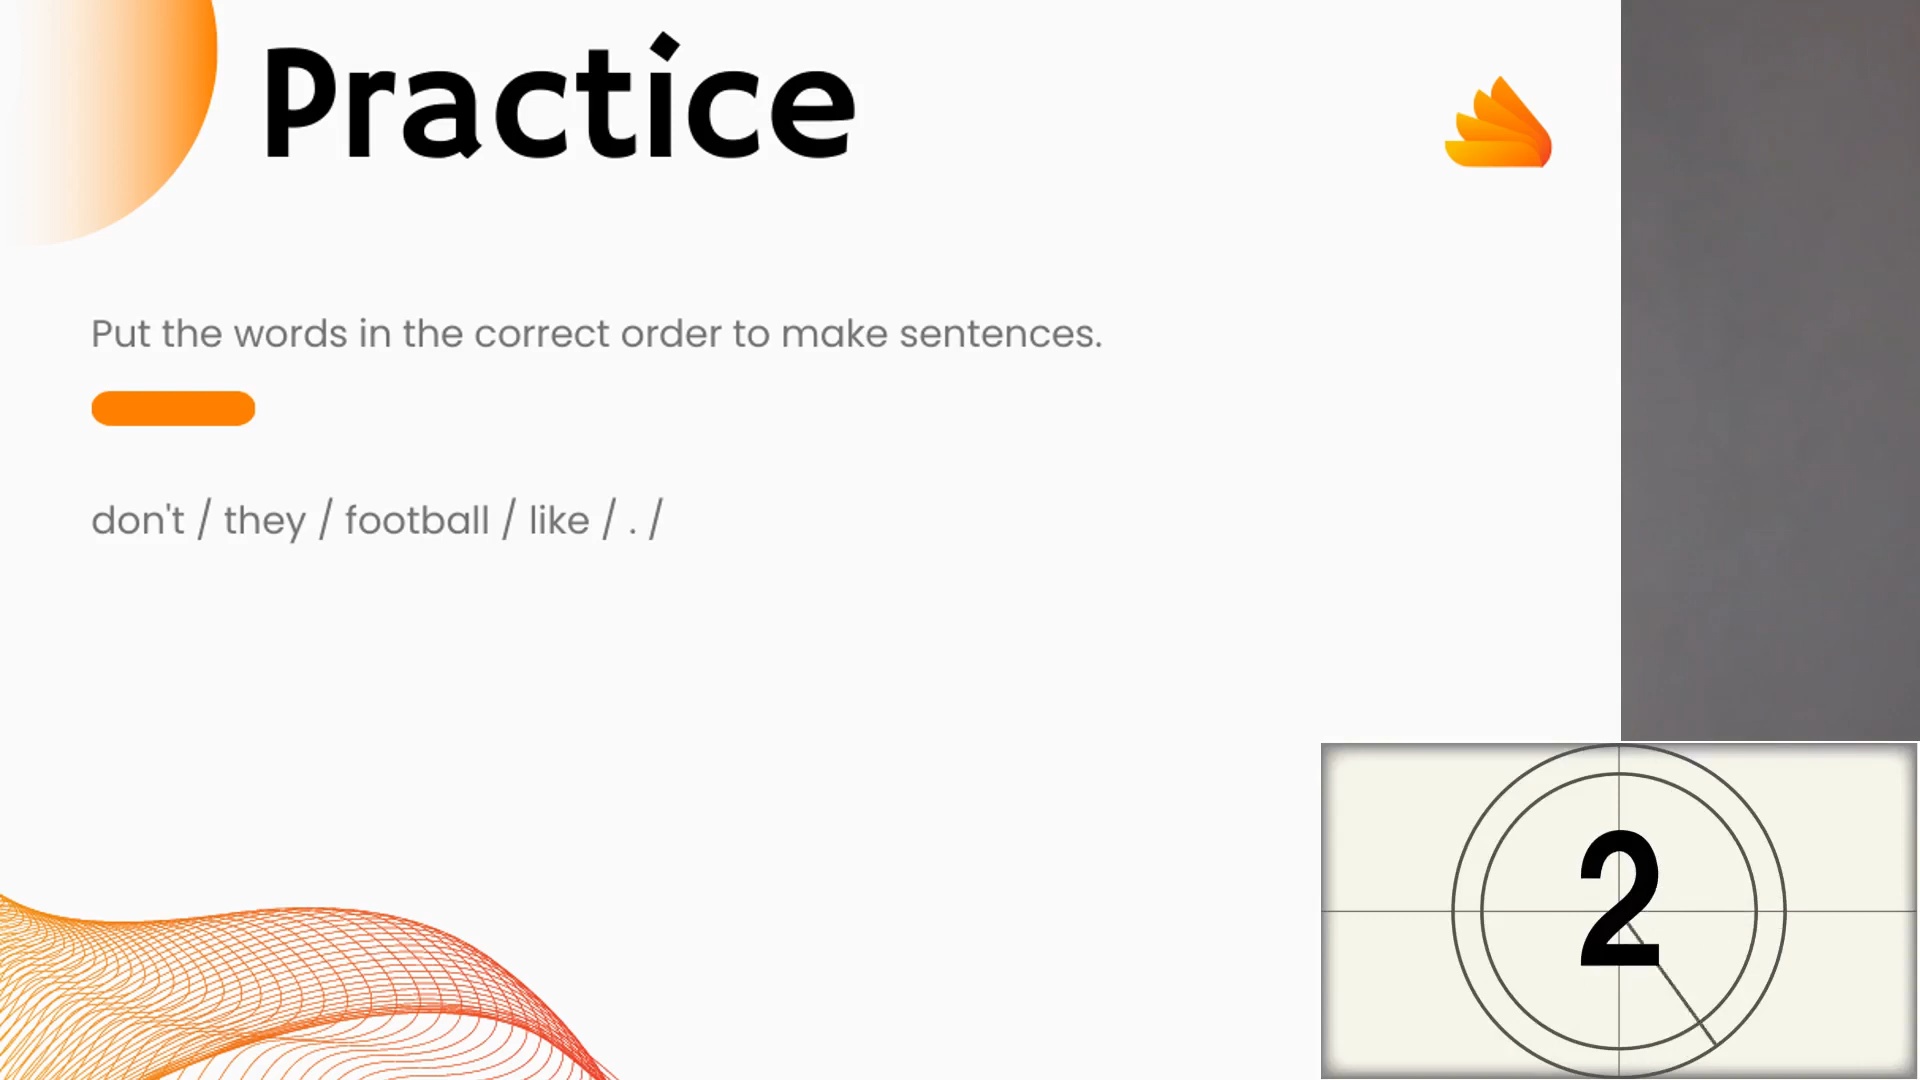 Practice
Put the words in the correct order to make sentences.
don't / they / football / like / . /
2